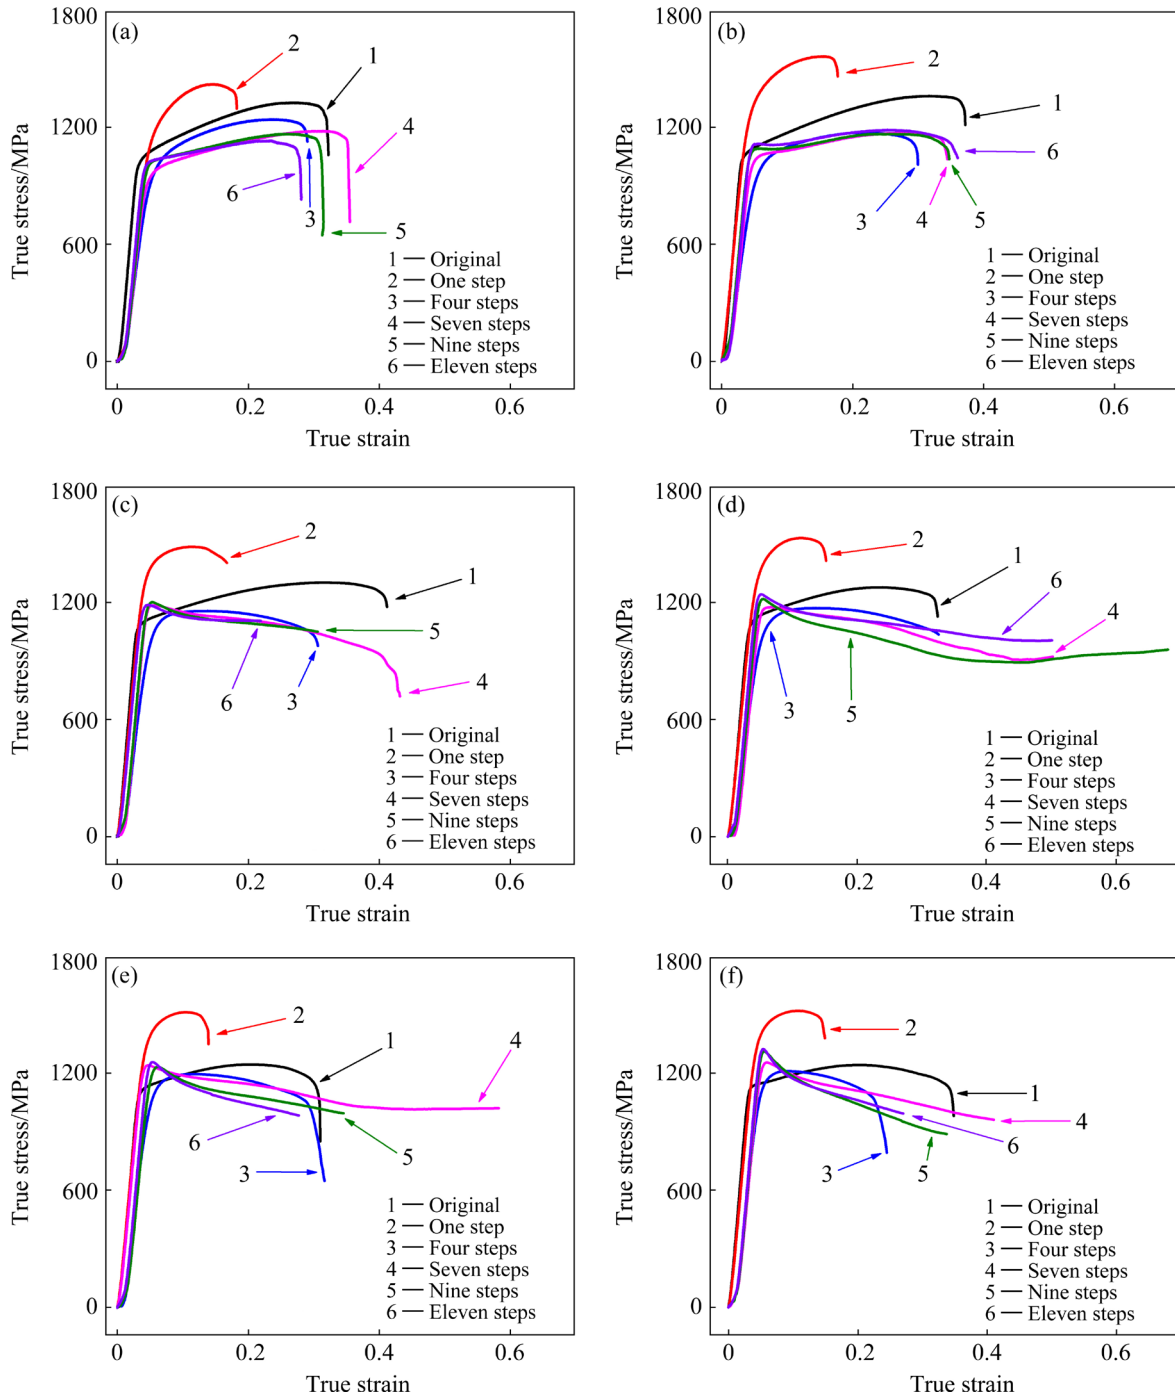 (a)
1800
1200
600
0
True stress/MPa
2
1
4
6
3
5
1 — Original
2 — One step
3 — Four steps
4 — Seven steps
5 — Nine steps
6 — Eleven steps
0 0.2 0.4 0.6
True strain
(b)
1800
1200
600
0
True stress/MPa
2
1
6
3 4 5
1 — Original
2 — One step
3 — Four steps
4 — Seven steps
5 — Nine steps
6 — Eleven steps
0 0.2 0.4 0.6
True strain
(c)
1800
1200
600
0
True stress/MPa
2
1
5
6 3 4
1 — Original
2 — One step
3 — Four steps
4 — Seven steps
5 — Nine steps
6 — Eleven steps
0 0.2 0.4 0.6
True strain
(d)
1800
1200
600
0
True stress/MPa
2
1
6
4
3 5
1 — Original
2 — One step
3 — Four steps
4 — Seven steps
5 — Nine steps
6 — Eleven steps
0 0.2 0.4 0.6
True strain
(e)
1800
1200
600
0
True stress/MPa
2
1 4
6 5
3
1 — Original
2 — One step
3 — Four steps
4 — Seven steps
5 — Nine steps
6 — Eleven steps
0 0.2 0.4 0.6
True strain
(f)
1800
1200
600
0
True stress/MPa
2
1
4
6
3 5
1 — Original
2 — One step
3 — Four steps
4 — Seven steps
5 — Nine steps
6 — Eleven steps
0 0.2 0.4 0.6
True strain